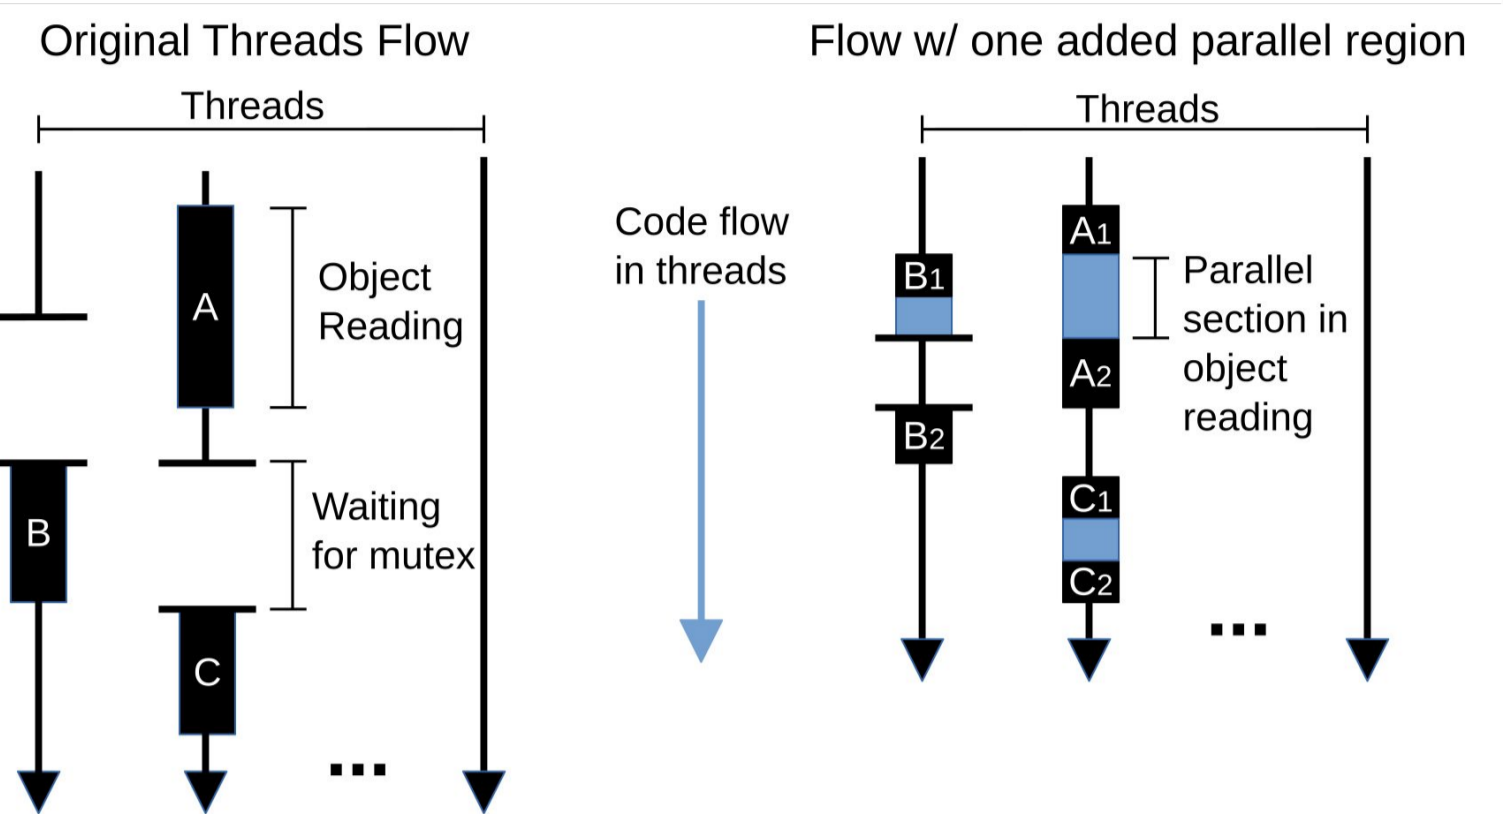 Original Threads Flow
Threads
A
Object
Reading
B
Waiting
for mutex
C
...
Code flow
in threads
Flow w/ one added parallel region
Threads
B1
B2
A1
A2
Parallel
section in
object
reading
C1
C2
...